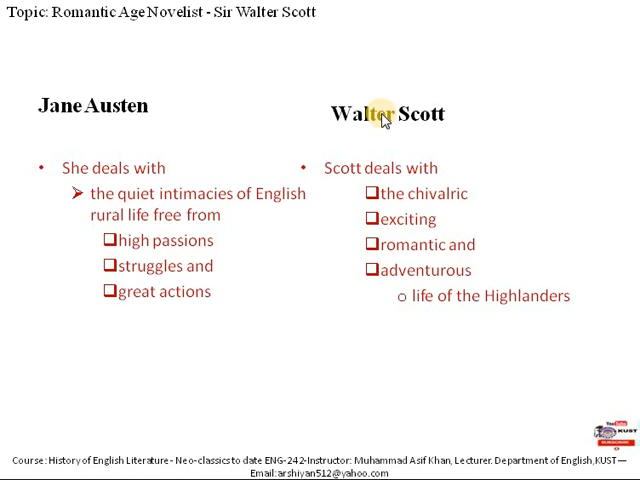 Topic: Romantic Age Novelist - Sir Walter Scott
Jane Austen
• She deals with
➢ the quiet intimacies of English
rural life free from
❑high passions
❑struggles and
❑great actions
Walter Scott
• Scott deals with
❑the chivalric
❑exciting
❑romantic and
❑adventurous
o life of the Highlanders
YouTube
KUST
Course: History of English Literature - Neo-classics to date ENG-242-Instructor: Muhammad Asif Khan, Lecturer. Department of English,KUST—
Email:arshiyan512@yahoo.com